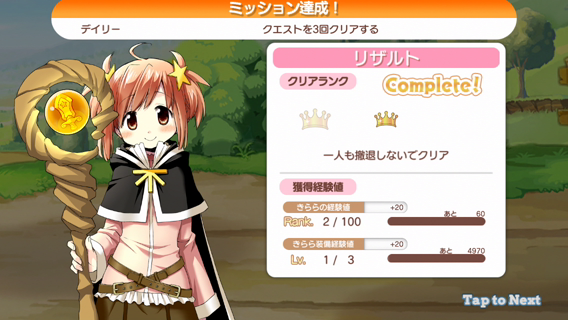 ミッション達成！
デイリー クエストを3回クリアする
リザルト
クリアランク Complete!
一人も撤退しないでクリア
獲得経験値
きららの経験値 +20
あと 60
Rank. 2 / 100
きらら装備経験値 +20
あと 4970
Lv. 1 / 3
Tap to Next